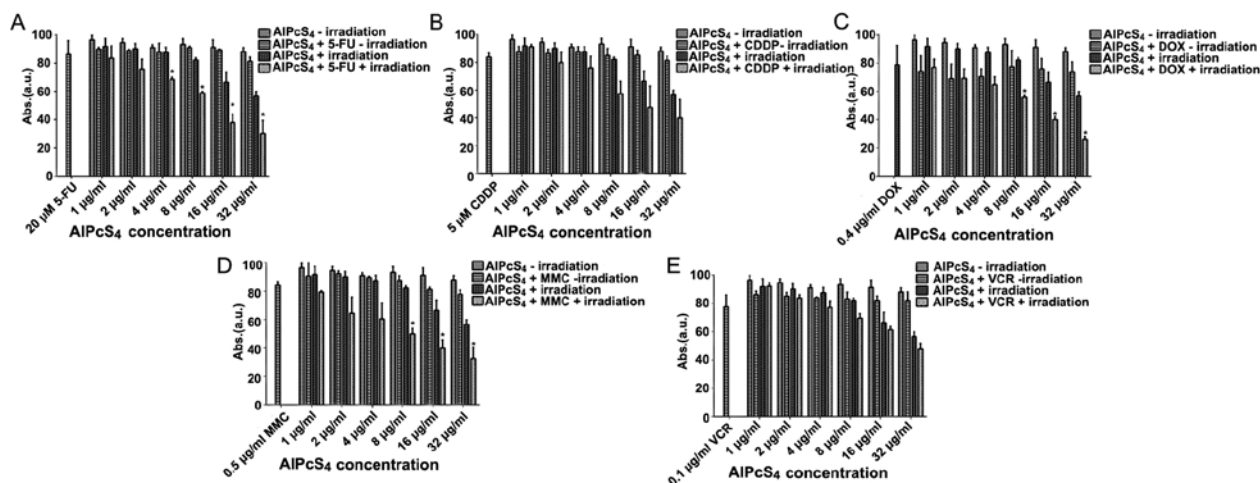 A
AlPcS4 - irradiation
AlPcS4 + 5-FU - irradiation
AlPcS4 + irradiation
AlPcS4 + 5-FU + irradiation
Abs.(a.u.)
100
80
60
40
20
0
* * * *
20 μM 5-FU
1 μg/ml
2 μg/ml
4 μg/ml
8 μg/ml
16 μg/ml
32 μg/ml
AlPcS4 concentration
B
AlPcS4 - irradiation
AlPcS4 + CDDP- irradiation
AlPcS4 + irradiation
AlPcS4 + CDDP + irradiation
Abs.(a.u.)
100
80
60
40
20
0
5 μM CDDP
1 μg/ml
2 μg/ml
4 μg/ml
8 μg/ml
16 μg/ml
32 μg/ml
AlPcS4 concentration
C
AlPcS4 - irradiation
AlPcS4 + DOX - irradiation
AlPcS4 + irradiation
AlPcS4 + DOX + irradiation
Abs.(a.u.)
100
80
60
40
20
0
* * *
0.4 μg/ml DOX
1 μg/ml
2 μg/ml
4 μg/ml
8 μg/ml
16 μg/ml
32 μg/ml
AlPcS4 concentration
D
AlPcS4 - irradiation
AlPcS4 + MMC -irradiation
AlPcS4 + irradiation
AlPcS4 + MMC + irradiation
Abs.(a.u.)
100
80
60
40
20
0
* * *
0.5 μg/ml MMC
1 μg/ml
2 μg/ml
4 μg/ml
8 μg/ml
16 μg/ml
32 μg/ml
AlPcS4 concentration
E
AlPcS4 - irradiation
AlPcS4 + VCR - irradiation
AlPcS4 + irradiation
AlPcS4 + VCR + irradiation
Abs.(a.u.)
100
80
60
40
20
0
0.1 μg/ml VCR
1 μg/ml
2 μg/ml
4 μg/ml
8 μg/ml
16 μg/ml
32 μg/ml
AlPcS4 concentration